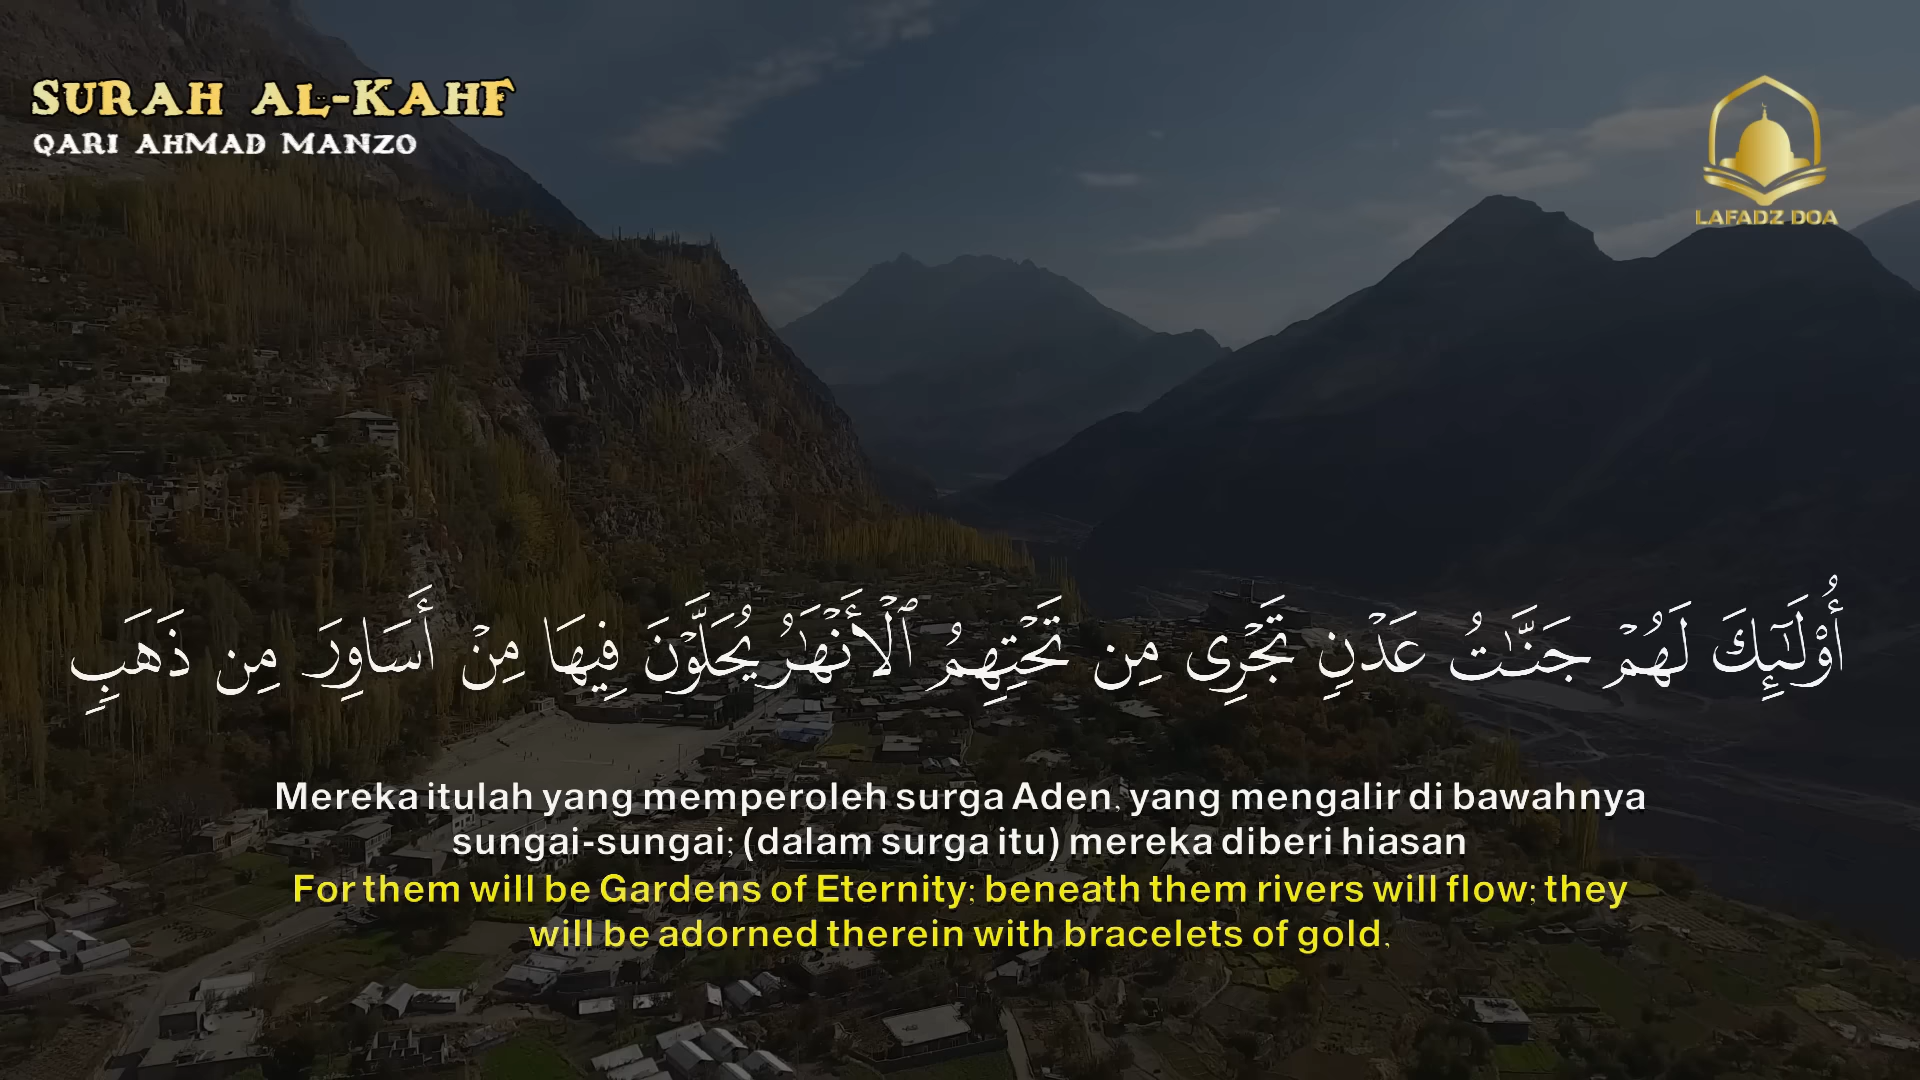 SURAH AL-KAHF
QARI AHMAD MANZO
LAFADZ DOA
أُوْلَـٰٓئِكَ لَهُمْ جَنَّـٰتُ عَدْنٍ تَجْرِى مِن تَحْتِهِمُ ٱلْأَنْهَـٰرُ يُحَلَّوْنَ فِيهَا مِنْ أَسَاوِرَ مِن ذَهَبٍ
Mereka itulah yang memperoleh surga Aden, yang mengalir di bawahnya
sungai-sungai; (dalam surga itu) mereka diberi hiasan
For them will be Gardens of Eternity; beneath them rivers will flow; they
will be adorned therein with bracelets of gold,